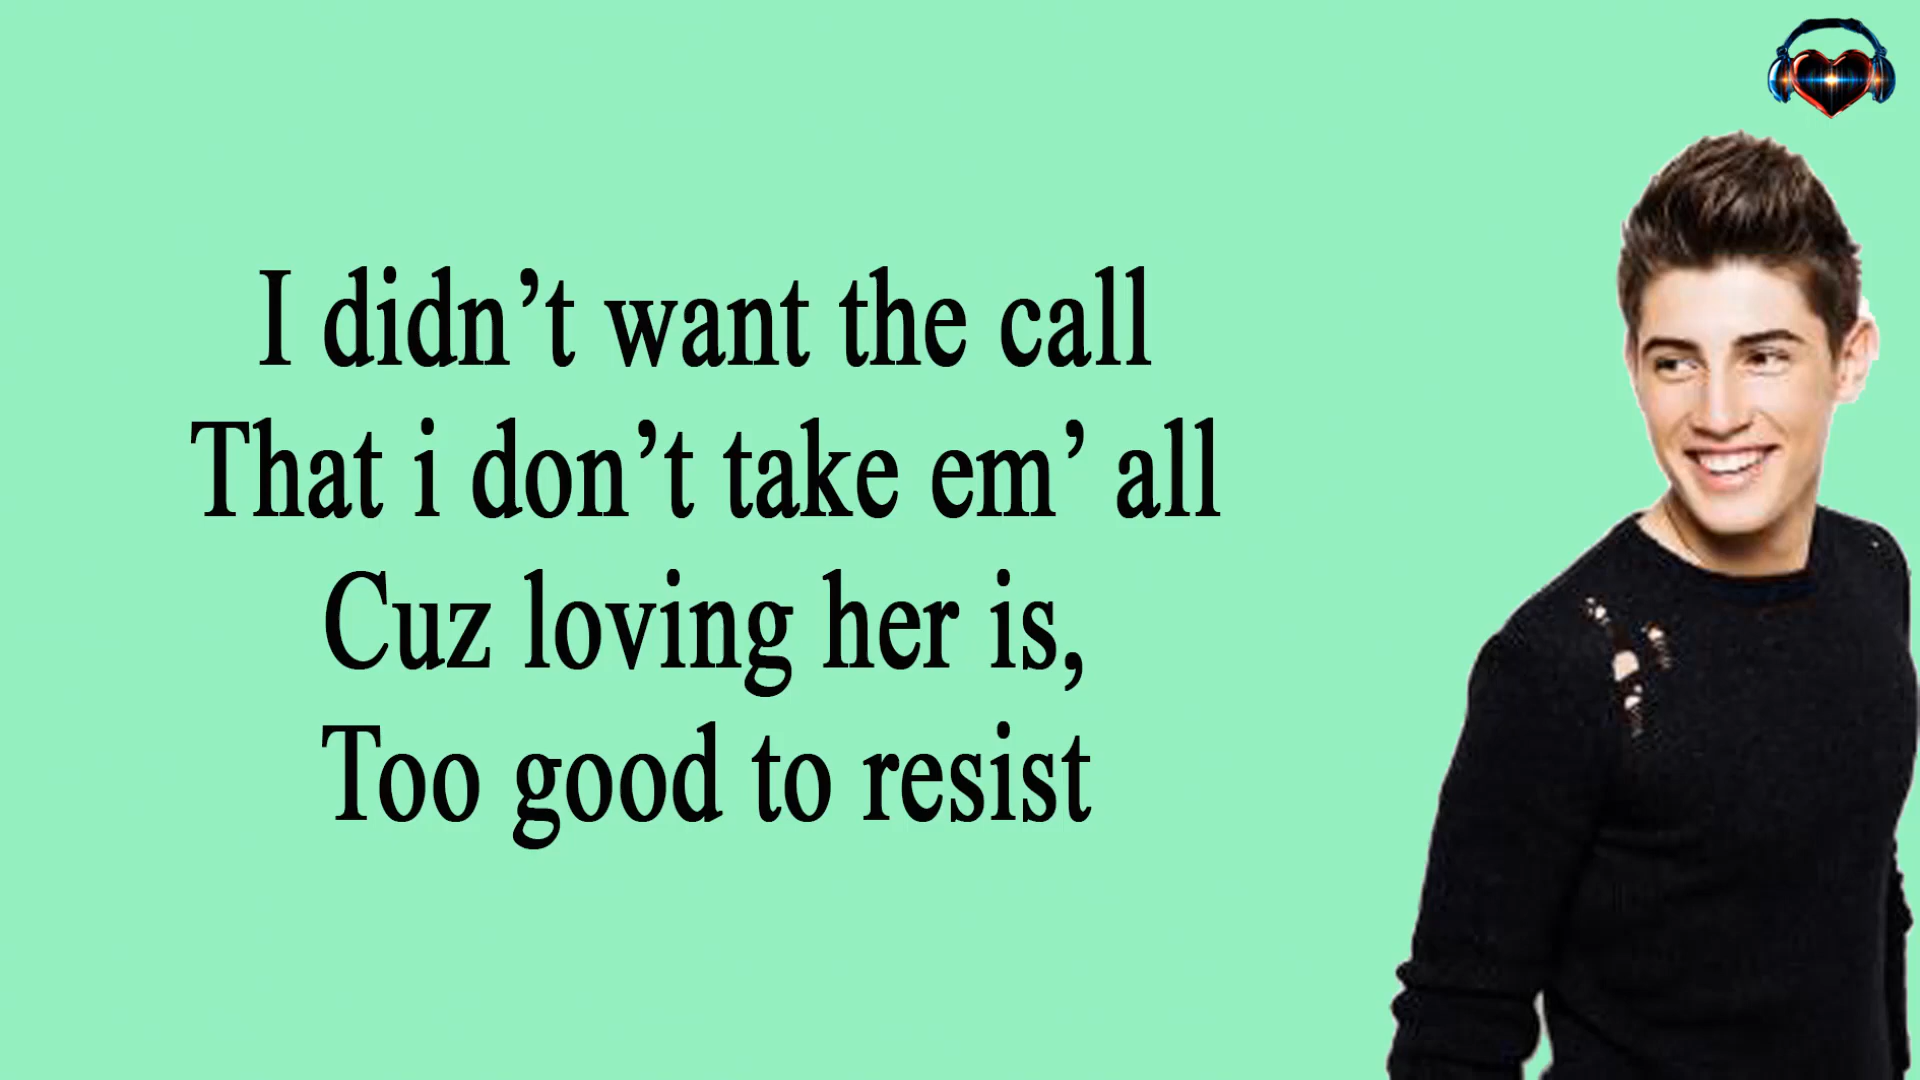 I didn’t want the call
That i don’t take em’ all
Cuz loving her is,
Too good to resist